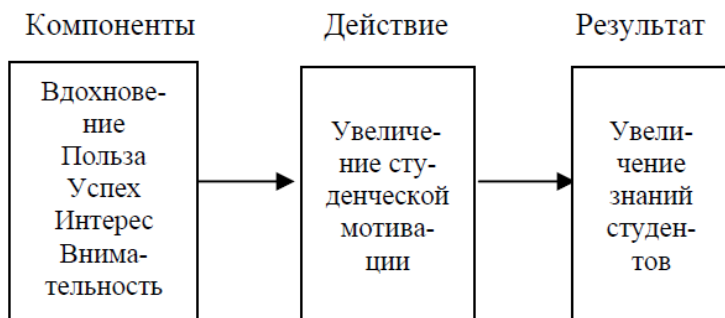 Компоненты
Действие
Результат
Вдохнове-
ние
Польза
Успех
Интерес
Внима-
тельность
Увеличе-
ние сту-
денческой
мотива-
ции
Увели-
чение
знаний
студен-
тов